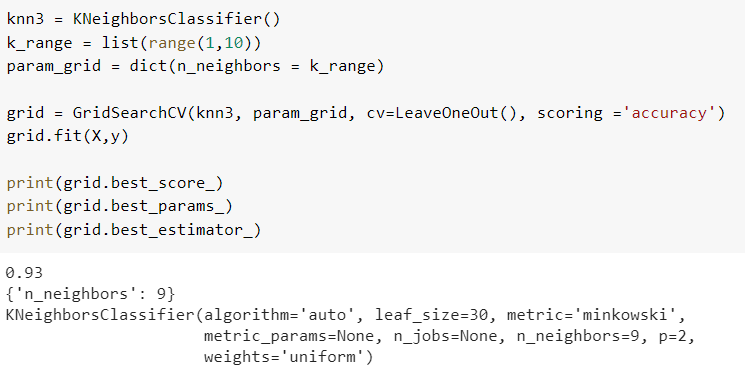 knn3 = KNeighborsClassifier()
k_range = list(range(1,10))
param_grid = dict(n_neighbors = k_range)
grid = GridSearchCV(knn3, param_grid, cv=LeaveOneOut(), scoring ='accuracy')
grid.fit(X,y)
print(grid.best_score_)
print(grid.best_params_)
print(grid.best_estimator_)
0.93
{'n_neighbors': 9}
KNeighborsClassifier(algorithm='auto', leaf_size=30, metric='minkowski',
metric_params=None, n_jobs=None, n_neighbors=9, p=2,
weights='uniform')